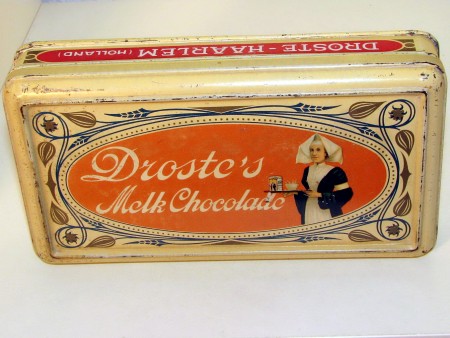 DROSTE - HAARLEM (HOLLAND)
Droste's
Melk Chocolade